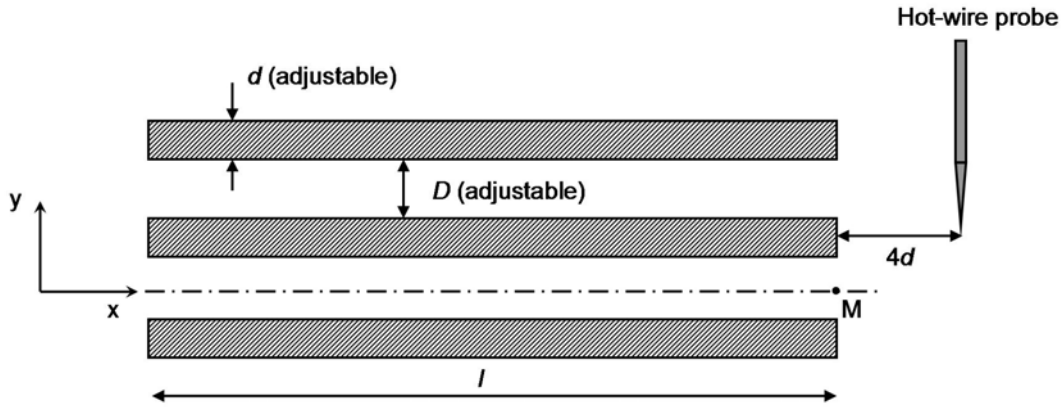 Hot-wire probe
d (adjustable)
D (adjustable)
y
4d
x
M
l